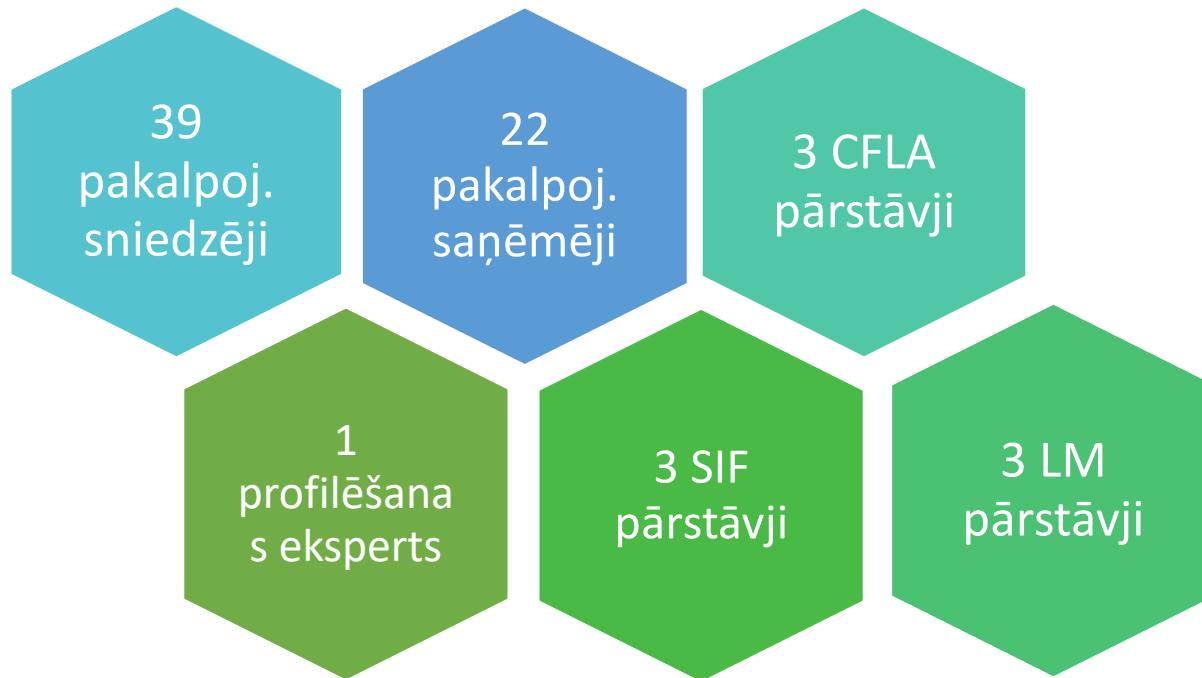 39
pakalpoj.
sniedzēji
22
pakalpoj.
saņēmēji
3 CFLA
pārstāvji
1
profilēšana
s eksperts
3 SIF
pārstāvji
3 LM
pārstāvji